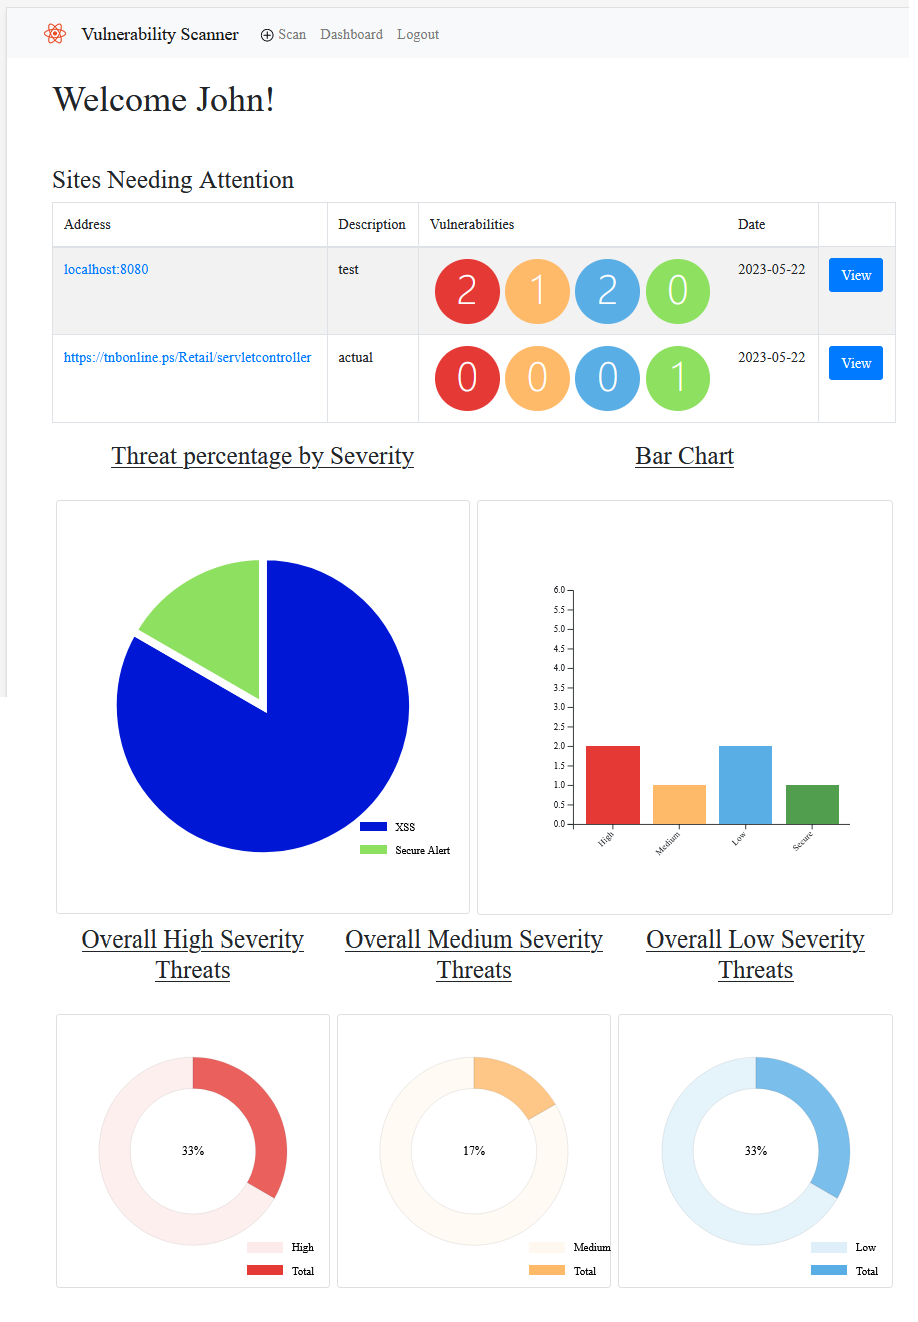 Vulnerability Scanner Scan Dashboard Logout
Welcome John!
Sites Needing Attention
Address Description Vulnerabilities Date
localhost:8080 test 2 1 2 0 2023-05-22 View
https://tnbonline.ps/Retail/servletcontroller actual 0 0 0 1 2023-05-22 View
Threat percentage by Severity
Bar Chart
XSS
Secure Alert
6.0
5.5
5.0
4.5
4.0
3.5
3.0
2.5
2.0
1.5
1.0
0.5
0.0
High Medium Low Secure
Overall High Severity
Threats
Overall Medium Severity
Threats
Overall Low Severity
Threats
33%
High
Total
17%
Medium
Total
33%
Low
Total